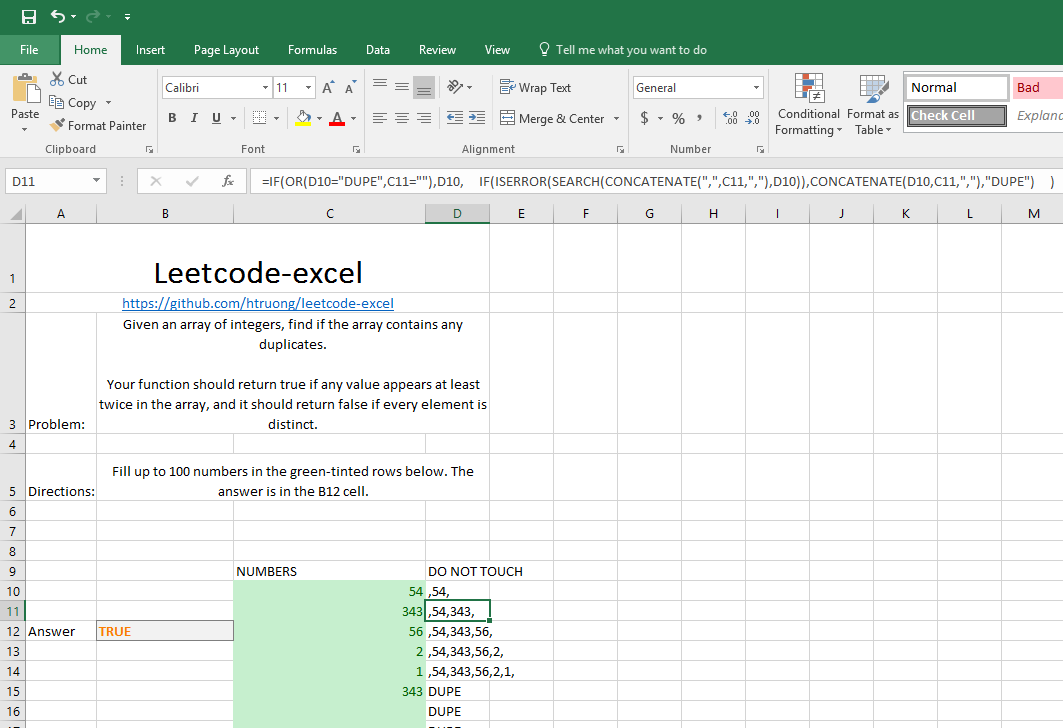 File Home Insert Page Layout Formulas Data Review View Tell me what you want to do
Cut
Copy
Format Painter
Paste
Clipboard
Calibri 11
B I U
Font
Wrap Text
Merge & Center
Alignment
General
$ % ,
Number
Conditional Formatting
Format as Table
Normal Bad
Check Cell
D11 fx =IF(OR(D10="DUPE",C11=""),D10, IF(ISERROR(SEARCH(CONCATENATE(",",C11,","),D10)),CONCATENATE(D10,C11,","),"DUPE") )
A B C D E F G H I J K L M
1 Leetcode-excel
2 https://github.com/htruong/leetcode-excel
Given an array of integers, find if the array contains any
duplicates.
Your function should return true if any value appears at least
twice in the array, and it should return false if every element is
3 Problem: distinct.
4
Fill up to 100 numbers in the green-tinted rows below. The
5 Directions: answer is in the B12 cell.
6
7
8
9 NUMBERS DO NOT TOUCH
10 54 ,54,
11 343 ,54,343,
12 Answer TRUE 56 ,54,343,56,
13 2 ,54,343,56,2,
14 1 ,54,343,56,2,1,
15 343 DUPE
16 DUPE